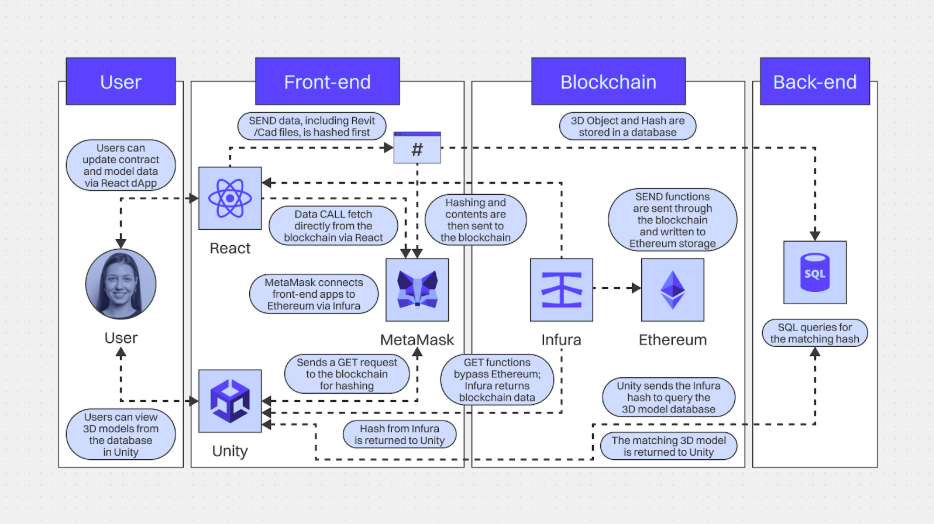 User
Front-end
Blockchain
Back-end
SEND data, including Revit
/Cad files, is hashed first
3D Object and Hash are
stored in a database
#
Users can
update contract
and model data
via React dApp
React
Data CALL fetch
directly from the
blockchain via React
Hashing and
contents are
then sent to
the blockchain
SEND functions
are sent through
the blockchain
and written to
Ethereum storage
User
MetaMask connects
front-end apps to
Ethereum via Infura
MetaMask
Infura
Ethereum
SQL
SQL queries for
the matching hash
Sends a GET request
to the blockchain
for hashing
GET functions
bypass Ethereum;
Infura returns
blockchain data
Unity sends the Infura
hash to query the
3D model database
Users can view
3D models from
the database
in Unity
Unity
Hash from Infura
is returned to Unity
The matching 3D model
is returned to Unity